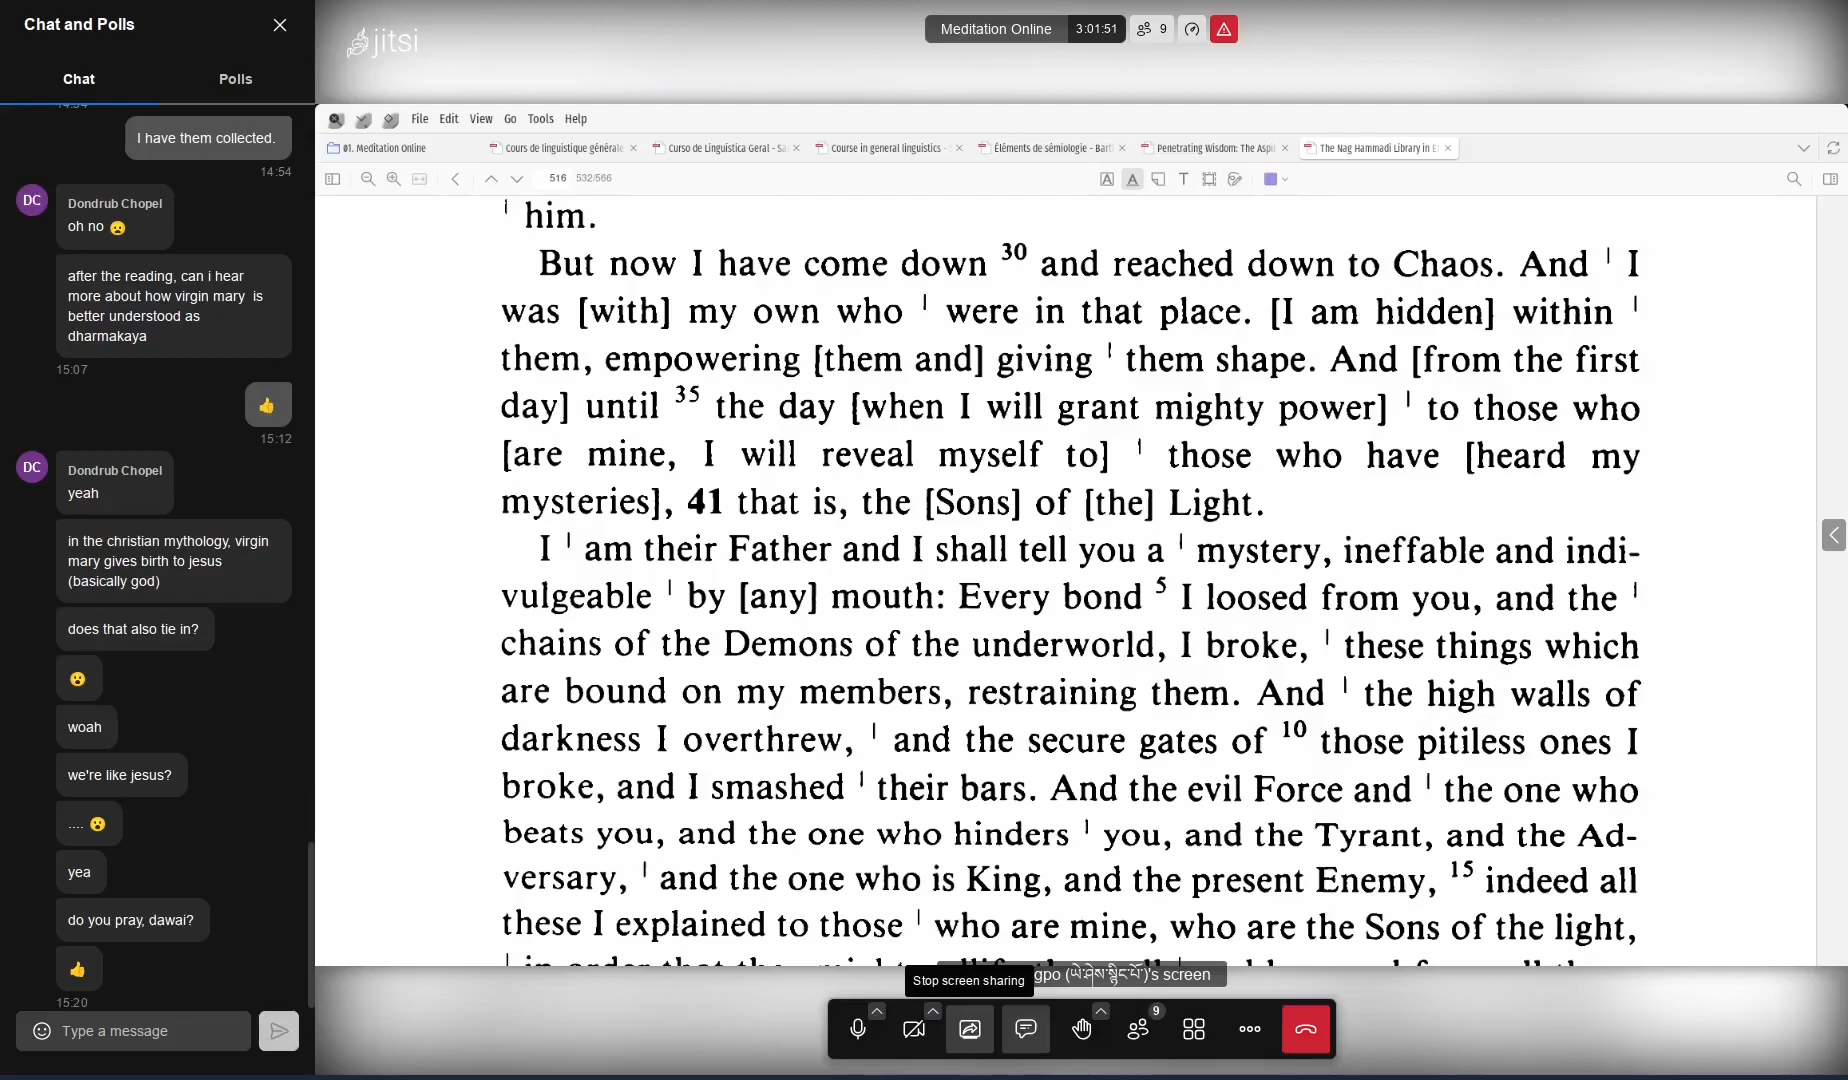 Chat and Polls
Chat
Polls
I have them collected.
14:54
DC
Dondrub Chopel
oh no 😦
after the reading, can i hear
more about how virgin mary is
better understood as
dharmakaya
15:07
👍
15:12
DC
Dondrub Chopel
yeah
in the christian mythology, virgin
mary gives birth to jesus
(basically god)
does that also tie in?
😮
woah
we're like jesus?
.... 😮
yea
do you pray, dawai?
👍
15:20
Type a message
jitsi
Meditation Online
3:01:51
9
File Edit View Go Tools Help
01. Meditation Online
Cours de linguistique générale
Curso de Linguística Geral - Sa
Course in general linguistics -
Éléments de sémiologie - Bart
Penetrating Wisdom: The Aspi
The Nag Hammadi Library in E
516 532/566
ˡ him.
But now I have come down ³⁰ and reached down to Chaos. And ˡ I
was [with] my own who ˡ were in that place. [I am hidden] within ˡ
them, empowering [them and] giving ˡ them shape. And [from the first
day] until ³⁵ the day [when I will grant mighty power] ˡ to those who
[are mine, I will reveal myself to] ˡ those who have [heard my
mysteries], 41 that is, the [Sons] of [the] Light.
I ˡ am their Father and I shall tell you a ˡ mystery, ineffable and indi-
vulgeable ˡ by [any] mouth: Every bond ⁵ I loosed from you, and the ˡ
chains of the Demons of the underworld, I broke, ˡ these things which
are bound on my members, restraining them. And ˡ the high walls of
darkness I overthrew, ˡ and the secure gates of ¹⁰ those pitiless ones I
broke, and I smashed ˡ their bars. And the evil Force and ˡ the one who
beats you, and the one who hinders ˡ you, and the Tyrant, and the Ad-
versary, ˡ and the one who is King, and the present Enemy, ¹⁵ indeed all
these I explained to those ˡ who are mine, who are the Sons of the light,
Stop screen sharing
gpo (ཡེ་ཤེས་སྙིང་པོ་)'s screen
9